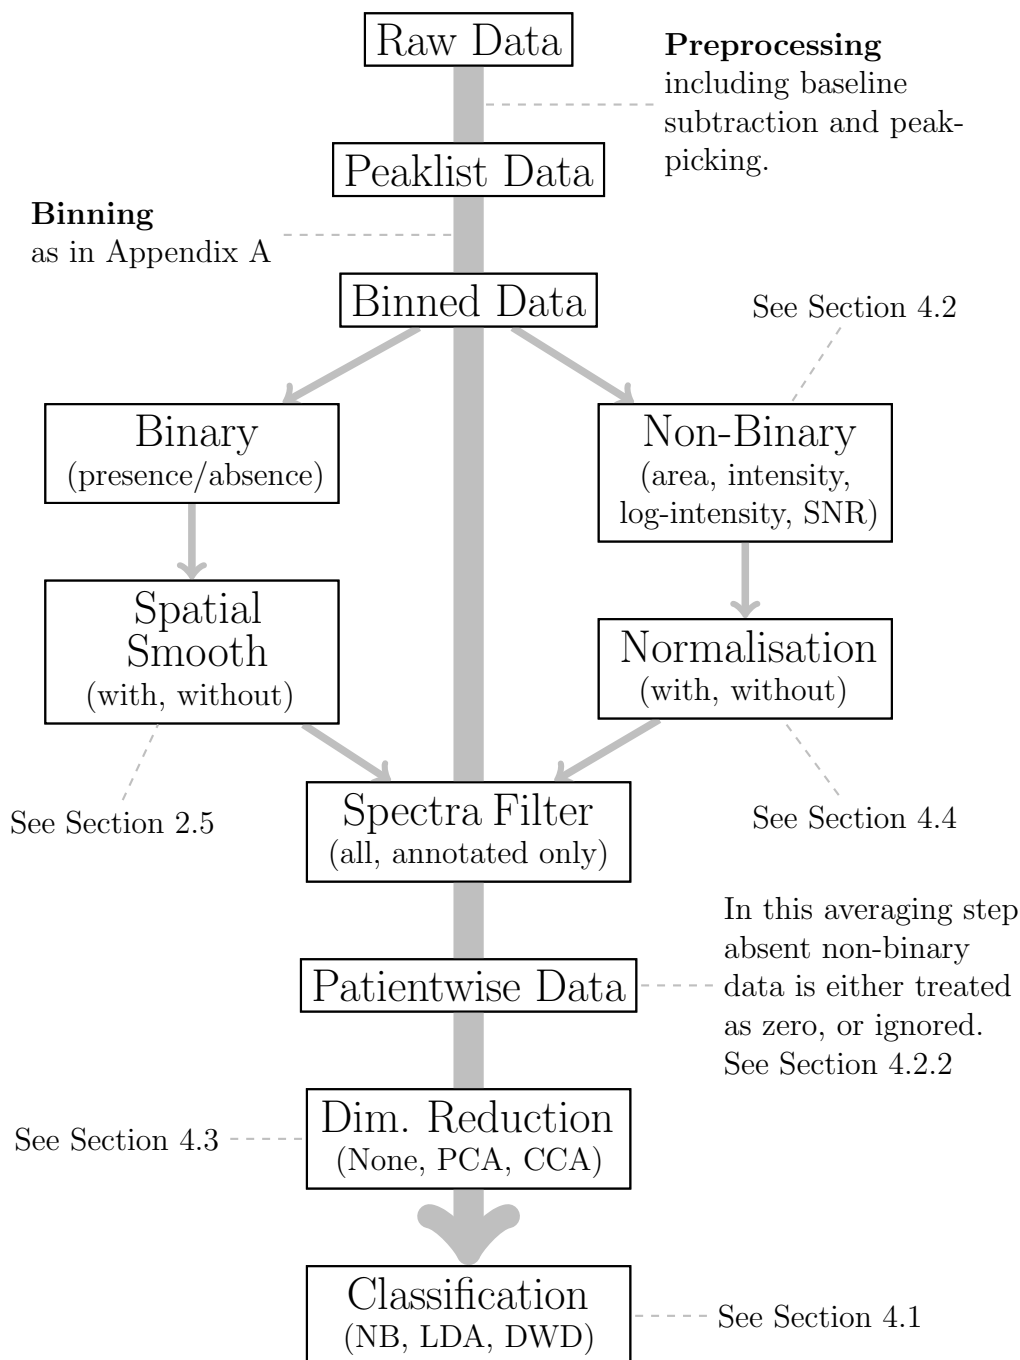 Raw Data
Preprocessing
including baseline
subtraction and peak-
picking.
Peaklist Data
Binning
as in Appendix A
Binned Data
See Section 4.2
Binary
(presence/absence)
Non-Binary
(area, intensity,
log-intensity, SNR)
Spatial
Smooth
(with, without)
Normalisation
(with, without)
See Section 2.5
Spectra Filter
(all, annotated only)
See Section 4.4
Patientwise Data
In this averaging step
absent non-binary
data is either treated
as zero, or ignored.
See Section 4.2.2
See Section 4.3
Dim. Reduction
(None, PCA, CCA)
Classification
(NB, LDA, DWD)
See Section 4.1